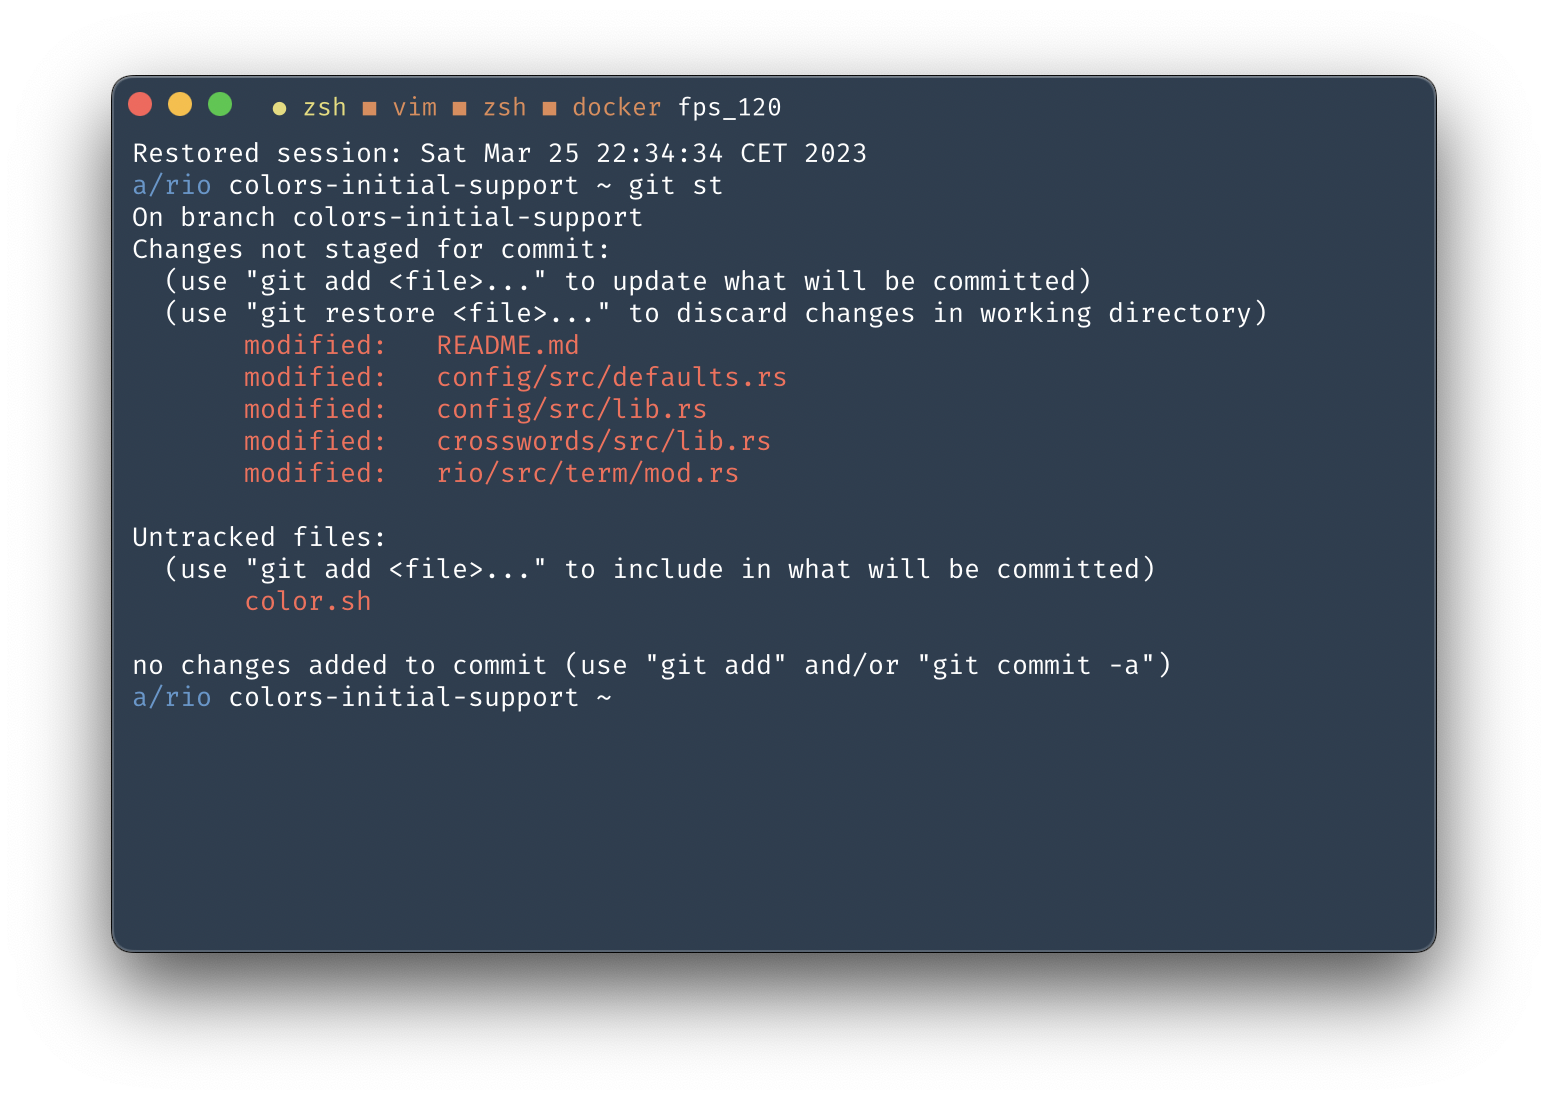 ● zsh ■ vim ■ zsh ■ docker fps_120
Restored session: Sat Mar 25 22:34:34 CET 2023
a/rio colors-initial-support ~ git st
On branch colors-initial-support
Changes not staged for commit:
  (use "git add <file>..." to update what will be committed)
  (use "git restore <file>..." to discard changes in working directory)
       modified:   README.md
       modified:   config/src/defaults.rs
       modified:   config/src/lib.rs
       modified:   crosswords/src/lib.rs
       modified:   rio/src/term/mod.rs

Untracked files:
  (use "git add <file>..." to include in what will be committed)
       color.sh

no changes added to commit (use "git add" and/or "git commit -a")
a/rio colors-initial-support ~